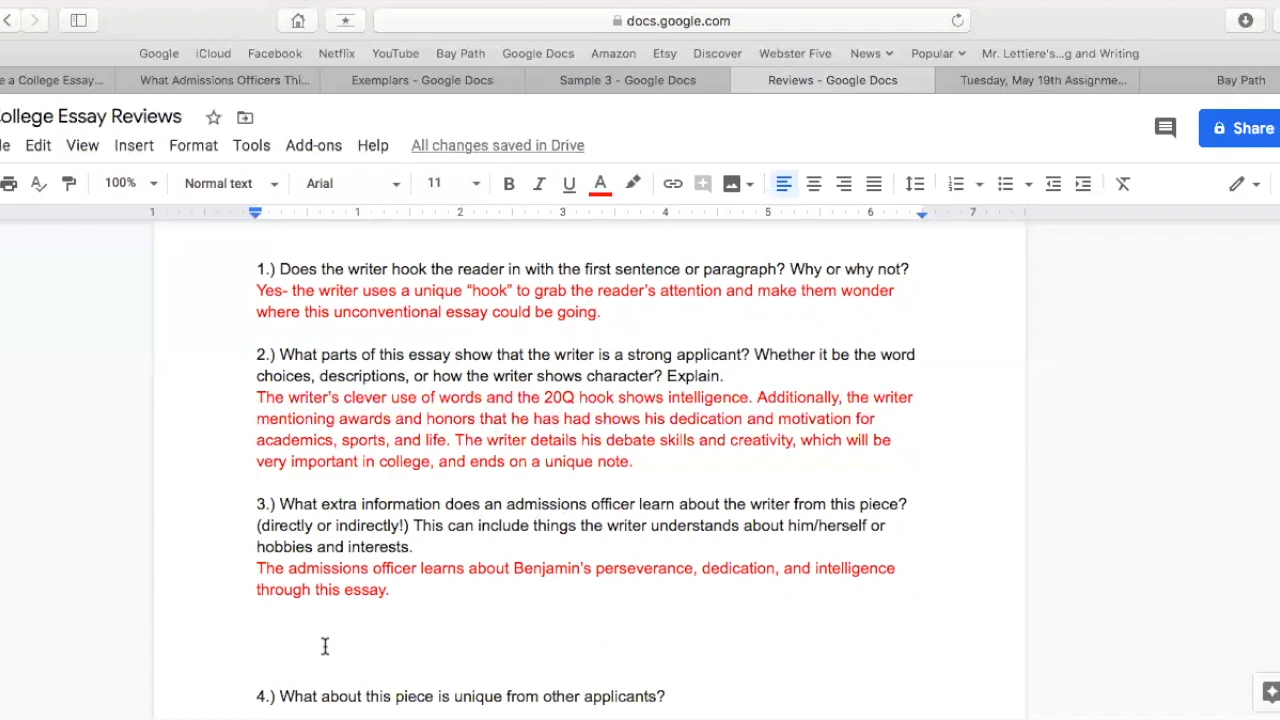 docs.google.com
Google iCloud Facebook Netflix YouTube Bay Path Google Docs Amazon Etsy Discover Webster Five News Popular Mr. Lettiere's...g and Writing
e a College Essay... What Admissions Officers Thi... Exemplars - Google Docs Sample 3 - Google Docs Reviews - Google Docs Tuesday, May 19th Assignme... Bay Path
ollege Essay Reviews
Share
le Edit View Insert Format Tools Add-ons Help All changes saved in Drive
100% Normal text Arial 11 B I U A
1 1 2 3 4 5 6 7
1.) Does the writer hook the reader in with the first sentence or paragraph? Why or why not?
Yes- the writer uses a unique “hook” to grab the reader’s attention and make them wonder
where this unconventional essay could be going.
2.) What parts of this essay show that the writer is a strong applicant? Whether it be the word
choices, descriptions, or how the writer shows character? Explain.
The writer’s clever use of words and the 20Q hook shows intelligence. Additionally, the writer
mentioning awards and honors that he has had shows his dedication and motivation for
academics, sports, and life. The writer details his debate skills and creativity, which will be
very important in college, and ends on a unique note.
3.) What extra information does an admissions officer learn about the writer from this piece?
(directly or indirectly!) This can include things the writer understands about him/herself or
hobbies and interests.
The admissions officer learns about Benjamin’s perseverance, dedication, and intelligence
through this essay.
4.) What about this piece is unique from other applicants?